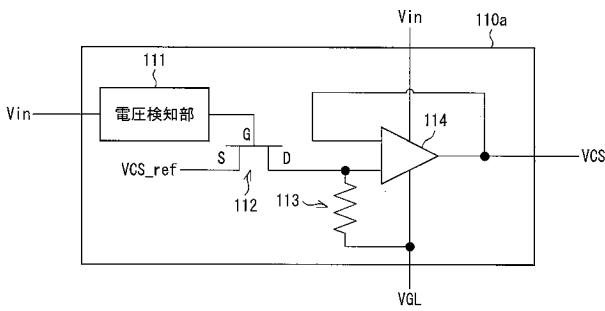 Vin
110a
111
電圧検知部
Vin
G
114
S
D
VCS
VCS_ref
112
113
VGL